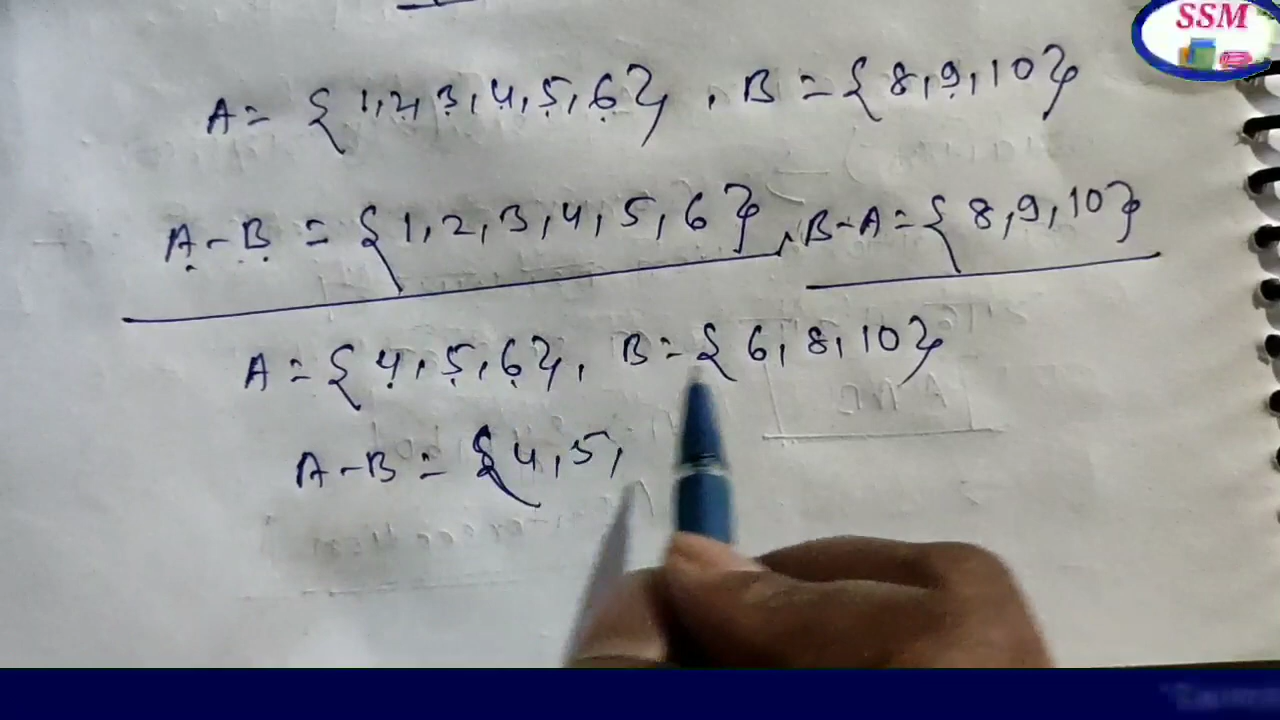 SSM
A = {1, 2, 3, 4, 5, 6}, B = {8, 9, 10}
A - B = {1, 2, 3, 4, 5, 6}, B - A = {8, 9, 10}
A = {4, 5, 6}, B = {6, 8, 10}
A - B = {4, 5,